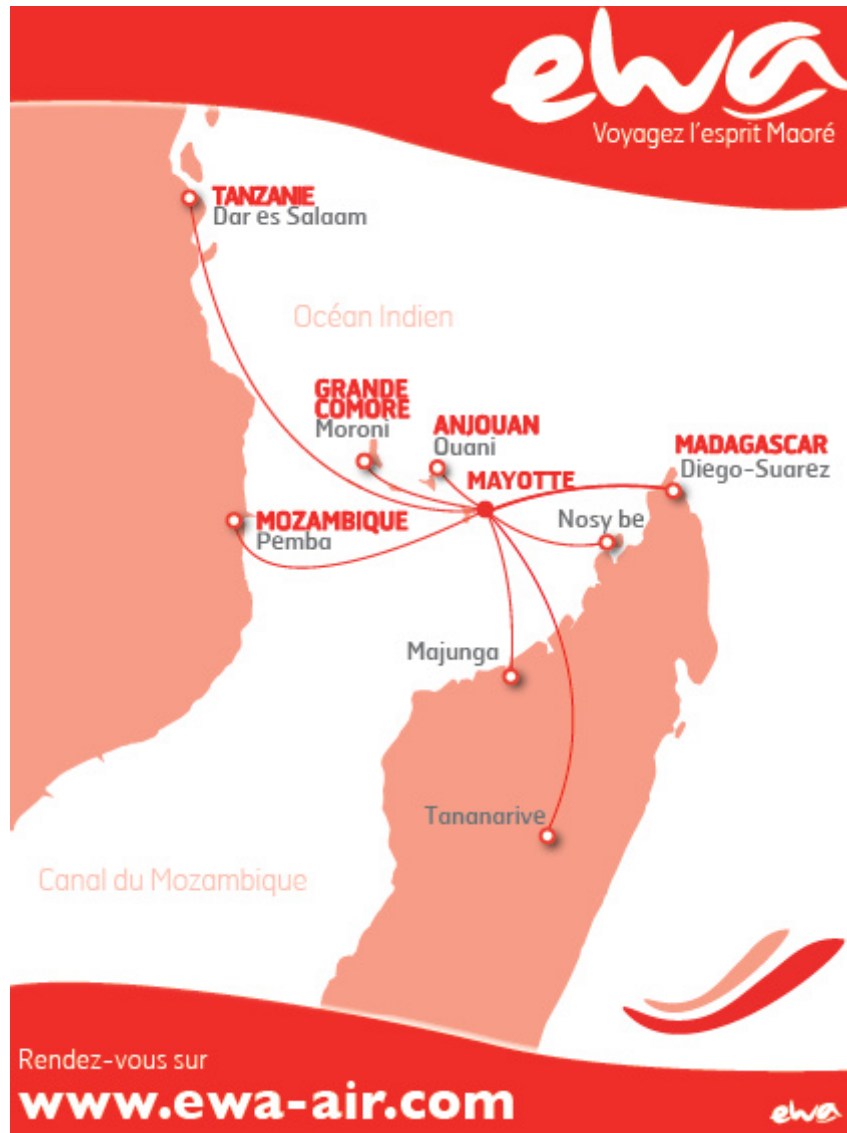 ewa
Voyagez l'esprit Maoré
TANZANIE
Dar es Salaam
Océan Indien
GRANDE
COMORE
Moroni
ANJOUAN
Ouani
MAYOTTE
MADAGASCAR
Diego-Suarez
Nosy be
MOZAMBIQUE
Pemba
Majunga
Tananarive
Canal du Mozambique
Rendez-vous sur
www.ewa-air.com
ewa